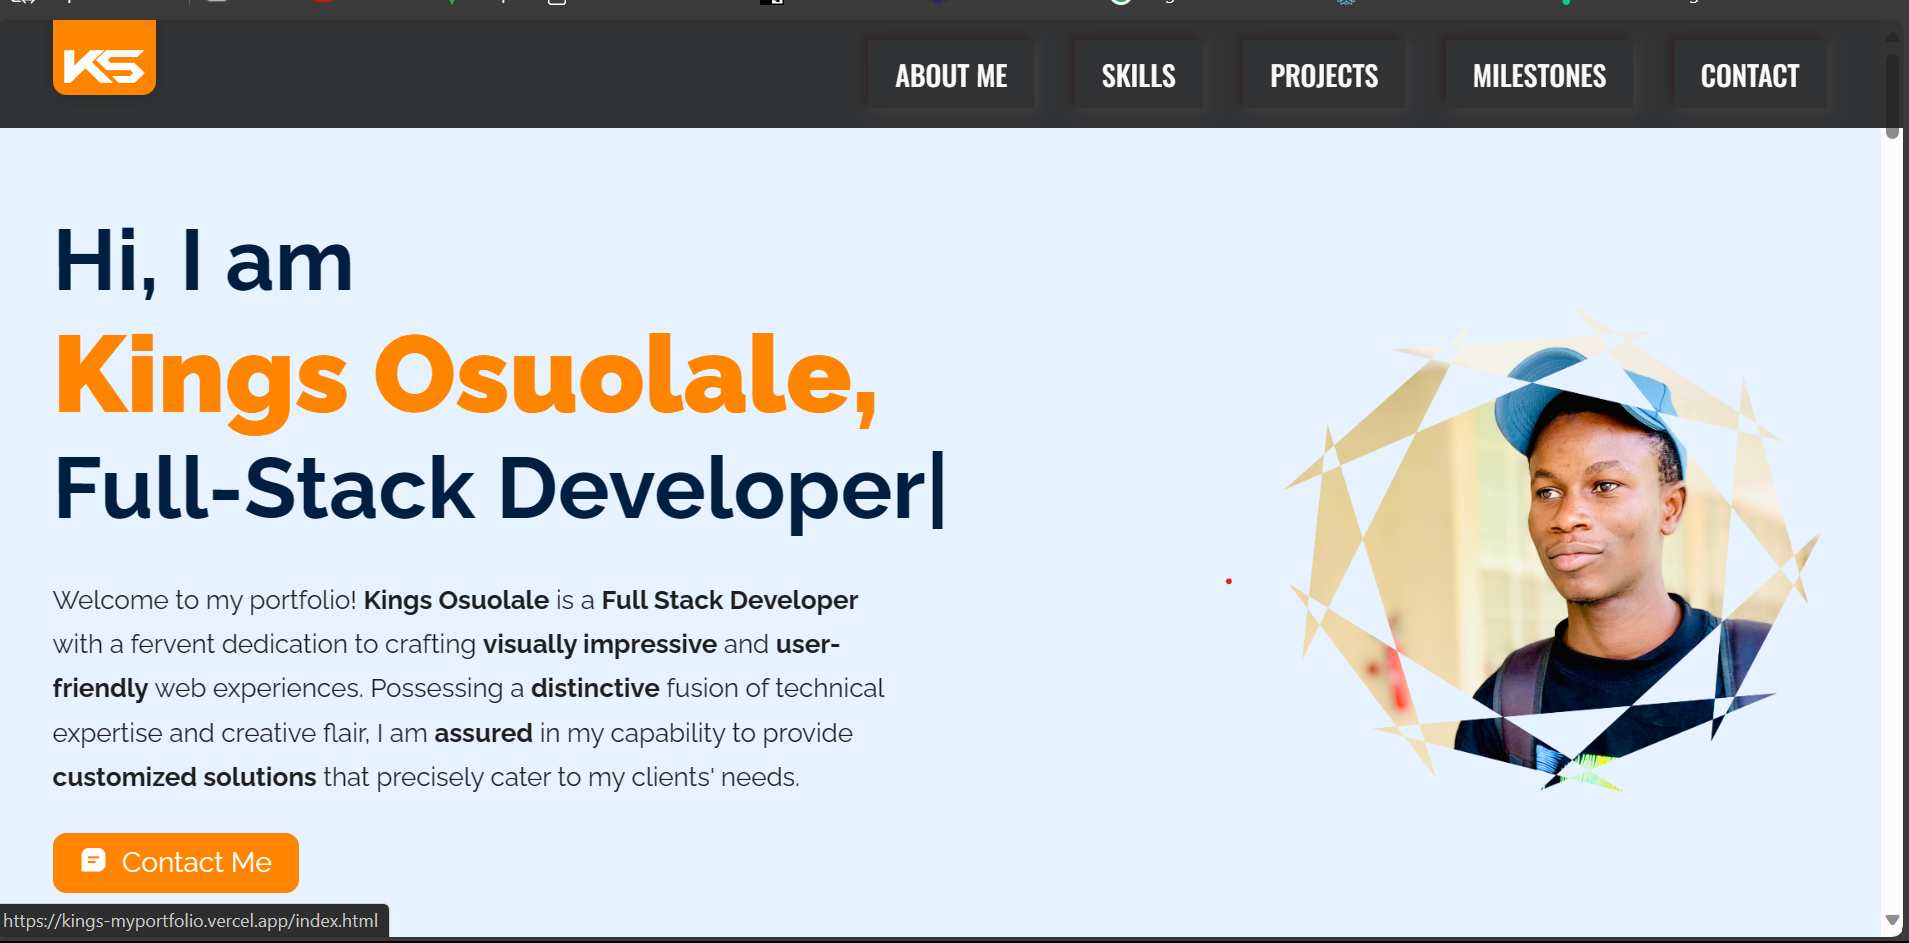 KS
ABOUT ME
SKILLS
PROJECTS
MILESTONES
CONTACT
Hi, I am
Kings Osuolale,
Full-Stack Developer|
Welcome to my portfolio! Kings Osuolale is a Full Stack Developer
with a fervent dedication to crafting visually impressive and user-
friendly web experiences. Possessing a distinctive fusion of technical
expertise and creative flair, I am assured in my capability to provide
customized solutions that precisely cater to my clients' needs.
Contact Me
https://kings-myportfolio.vercel.app/index.html